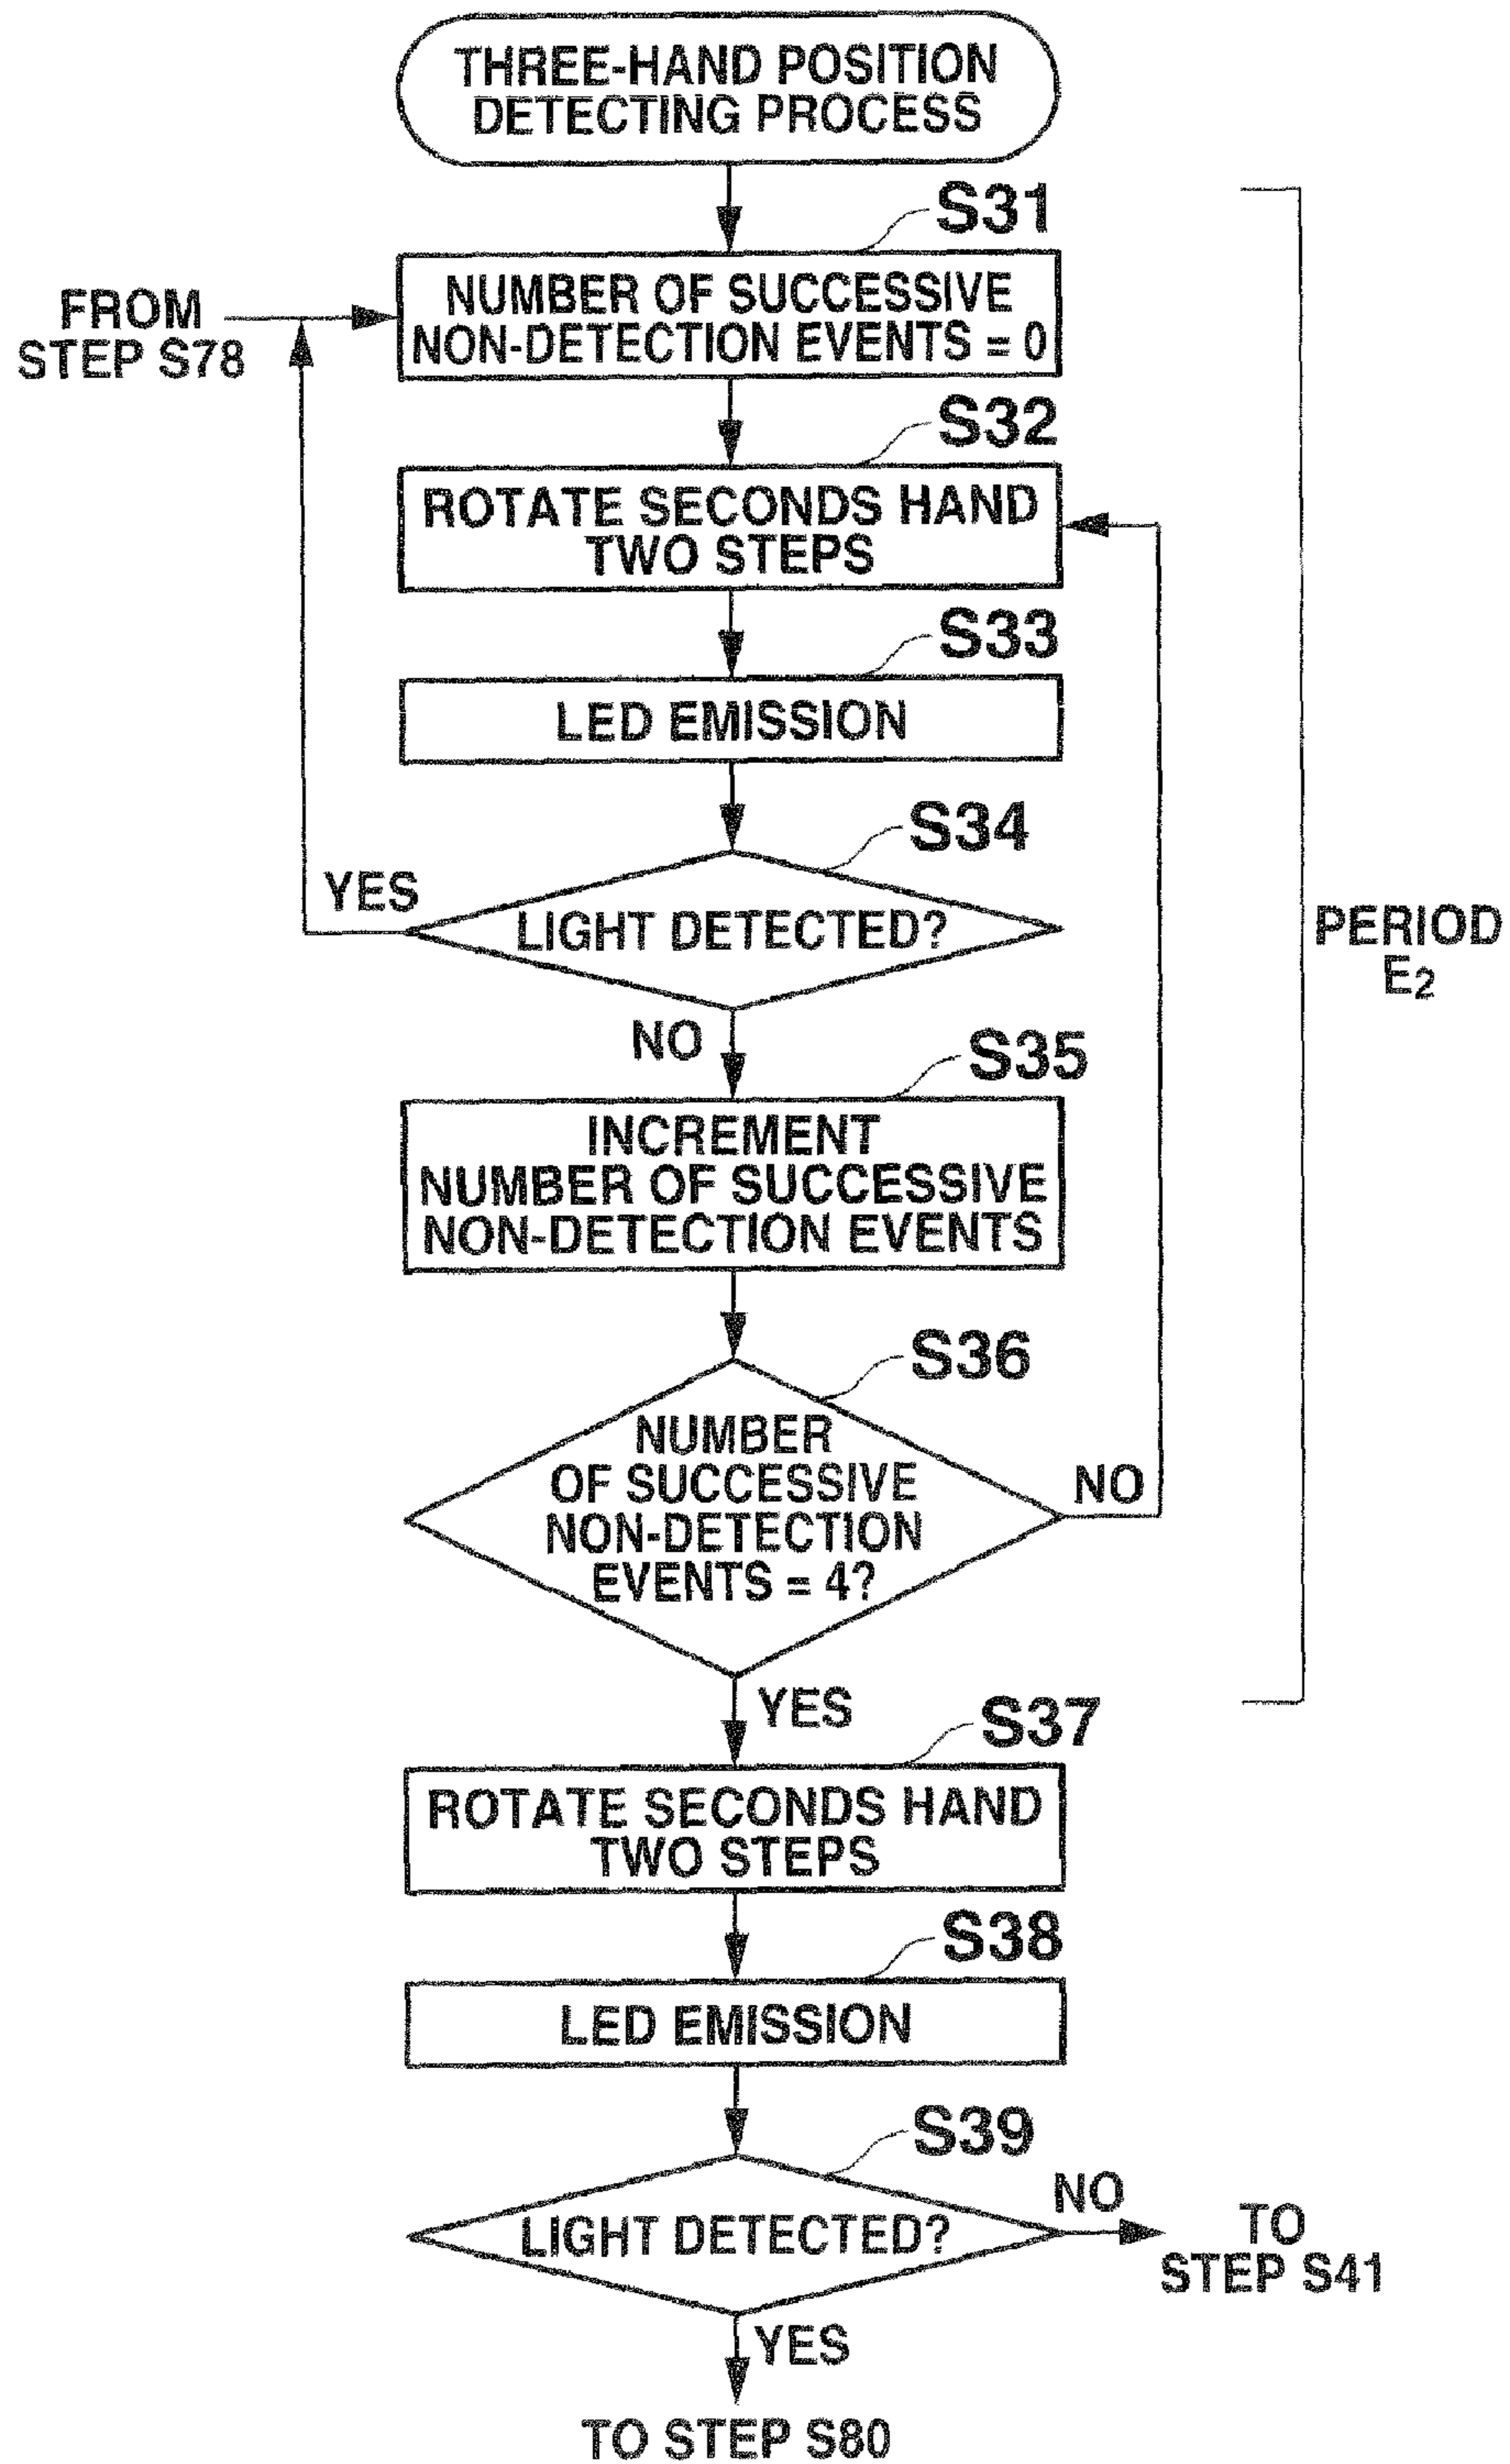 THREE-HAND POSITION
DETECTING PROCESS
S31
NUMBER OF SUCCESSIVE
NON-DETECTION EVENTS = 0
FROM
STEP S78
S32
ROTATE SECONDS HAND
TWO STEPS
S33
LED EMISSION
S34
LIGHT DETECTED?
YES
NO
PERIOD
E2
S35
INCREMENT
NUMBER OF SUCCESSIVE
NON-DETECTION EVENTS
S36
NUMBER
OF SUCCESSIVE
NON-DETECTION
EVENTS = 4?
NO
YES
S37
ROTATE SECONDS HAND
TWO STEPS
S38
LED EMISSION
S39
LIGHT DETECTED?
NO
TO
STEP S41
YES
TO STEP S80